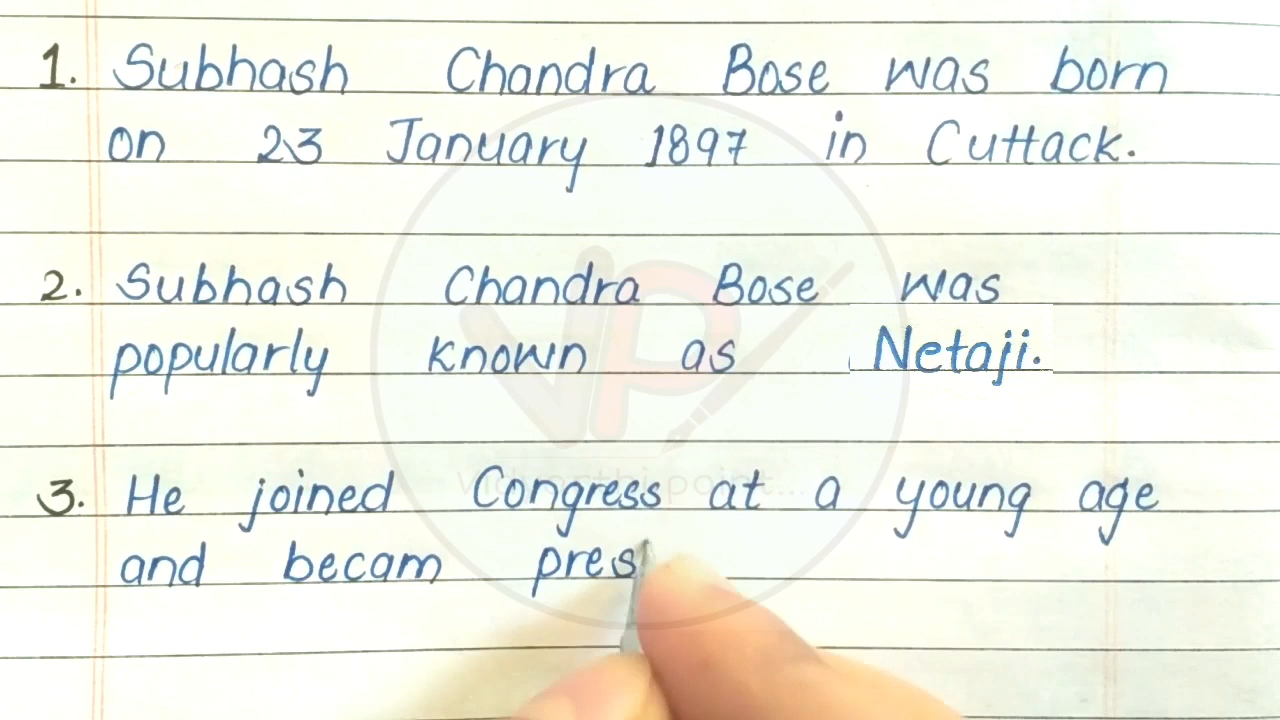 1. Subhash Chandra Bose was born
on 23 January 1897 in Cuttack.
2. Subhash Chandra Bose was
popularly known as Netaji.
3. He joined Congress at a young age
and becam pres